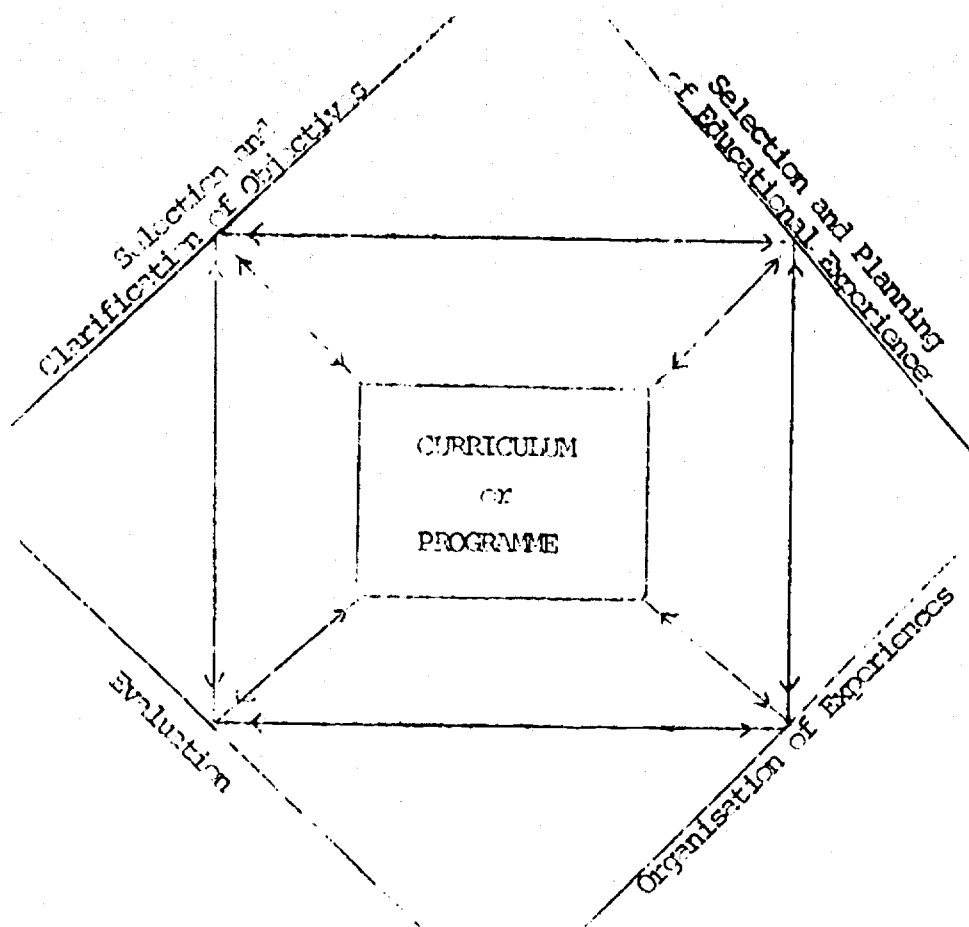 Selection and
Clarification of Objectives
Selection and Planning
of Educational Experience
CURRICULUM
or
PROGRAMME
Evaluation
Organisation of Experiences